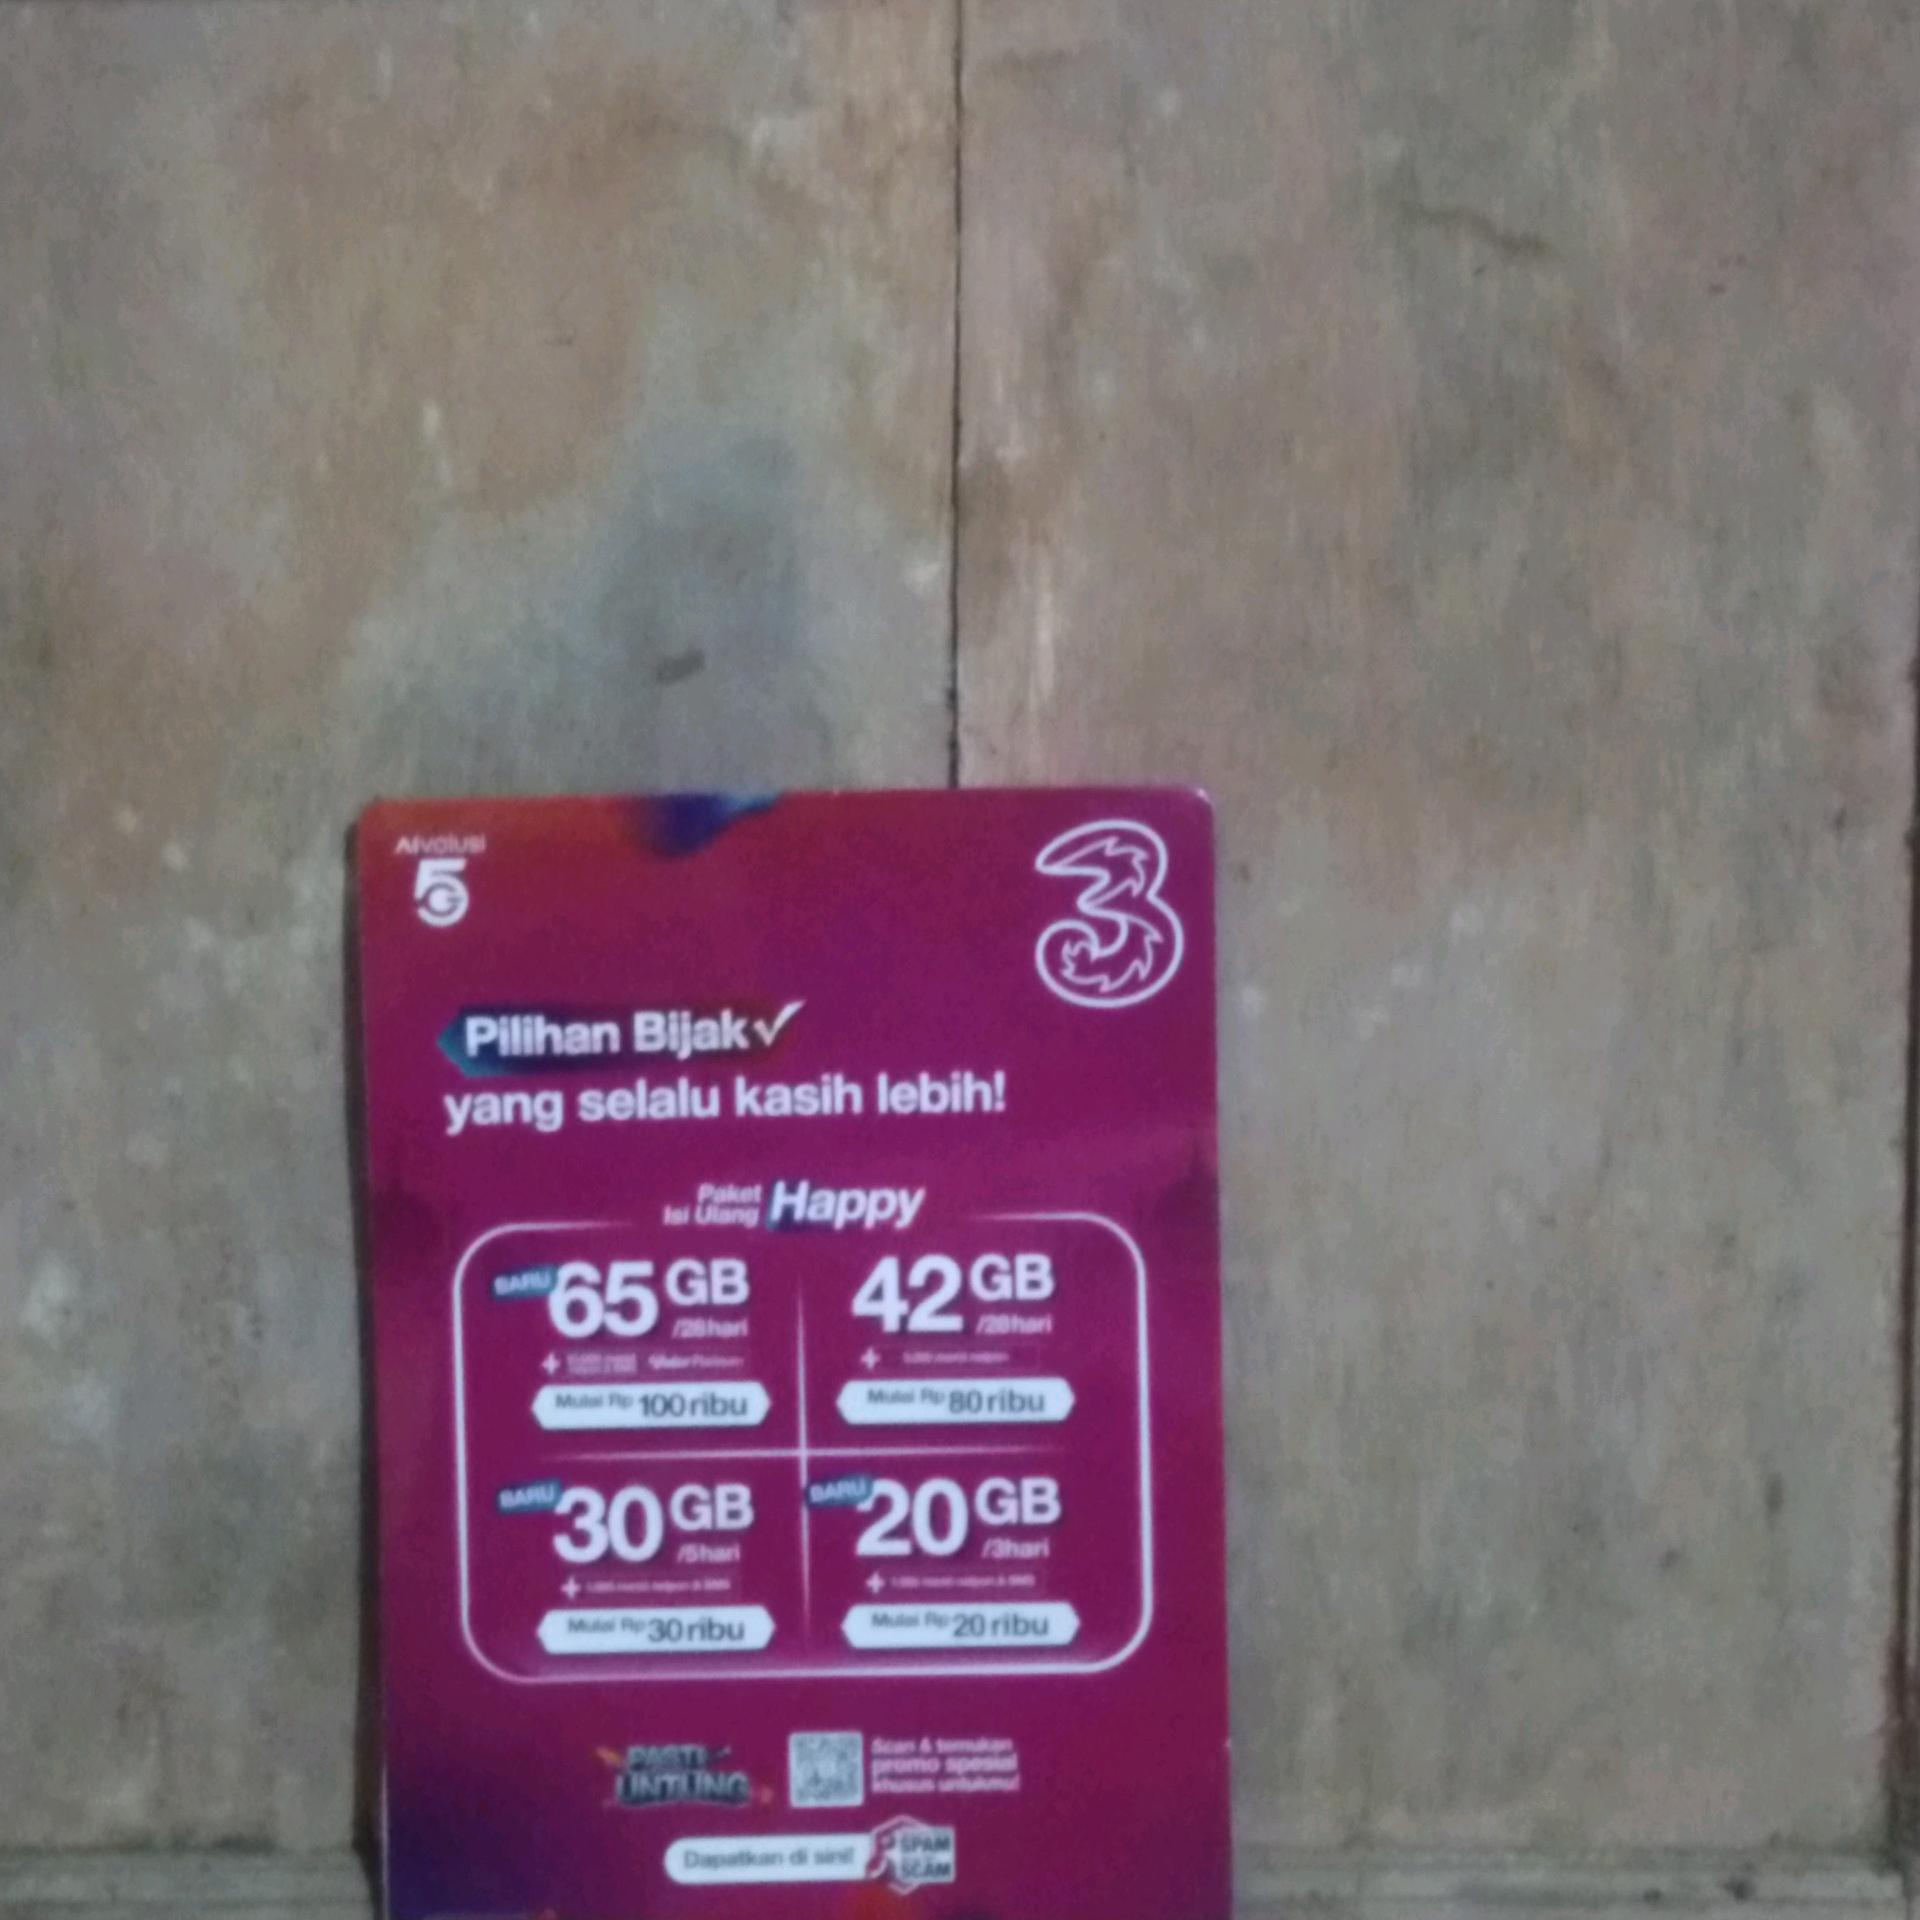 AIvolusi
5G
3
Pilihan Bijak
yang selalu kasih lebih!
Paket
Isi Ulang Happy
BARU 65 GB
/28hari
+
Mulai Rp 100 ribu
42 GB
/28hari
+
Mulai Rp 80 ribu
BARU 30 GB
/5hari
+
Mulai Rp 30 ribu
BARU 20 GB
/3hari
+
Mulai Rp 20 ribu
PASTI
UNTUNG
Scan & temukan
promo spesial
khusus untukmu!
Dapatkan di sini!
SPAM
SCAM